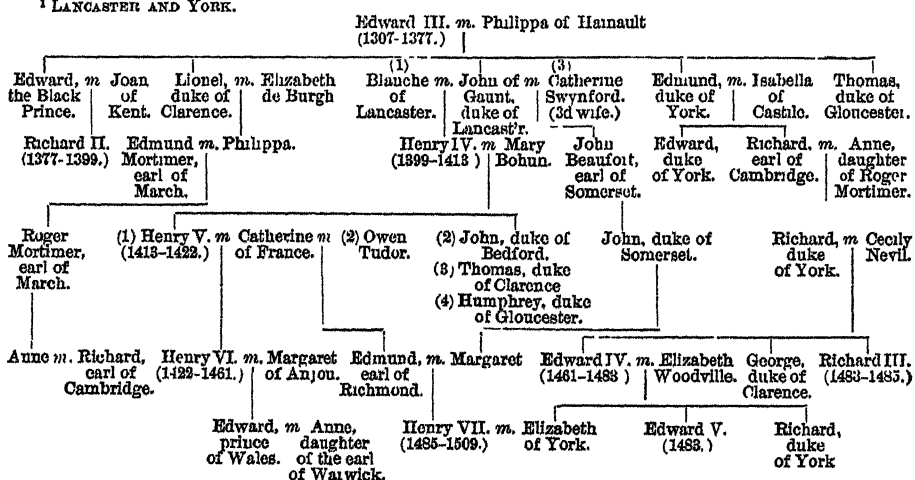 ¹ LANCASTER AND YORK.
Edward III. m. Philippa of Hainault
(1307-1377.)
(1) (3)
Edward, m Joan Lionel, m. Elizabeth Blanche m. John of m Catherine Edmund, m. Isabella Thomas,
the Black of duke of de Burgh of Gaunt, Swynford. duke of of duke of
Prince. Kent. Clarence. Lancaster. duke of (3d wife.) York. Castile. Gloucester.
Lancast'r.
Richard II. Edmund m. Philippa. Henry IV. m Mary John Edward, Richard, m. Anne,
(1377-1399.) Mortimer, (1399-1413 ) Bohun. Beaufort, duke earl of daughter
earl of earl of of York. Cambridge. of Roger
March. Somerset. Mortimer.
Roger (1) Henry V. m Catherine m (2) Owen (2) John, duke of John, duke of Richard, m Cecily
Mortimer, (1413-1422.) of France. Tudor. Bedford. Somerset. duke Nevil.
earl of (3) Thomas, duke of York.
March. of Clarence
(4) Humphrey, duke
of Gloucester.
Anne m. Richard, Henry VI. m. Margaret Edmund, m. Margaret Edward IV. m. Elizabeth George, Richard III.
earl of (1422-1461.) of Anjou. earl of (1461-1483 ) Woodville. duke of (1483-1485.)
Cambridge. Richmond. Clarence.
Edward, m Anne, Henry VII. m. Elizabeth Edward V. Richard,
prince daughter (1485-1509.) of York. (1483.) duke
of Wales. of the earl of York
of Warwick.